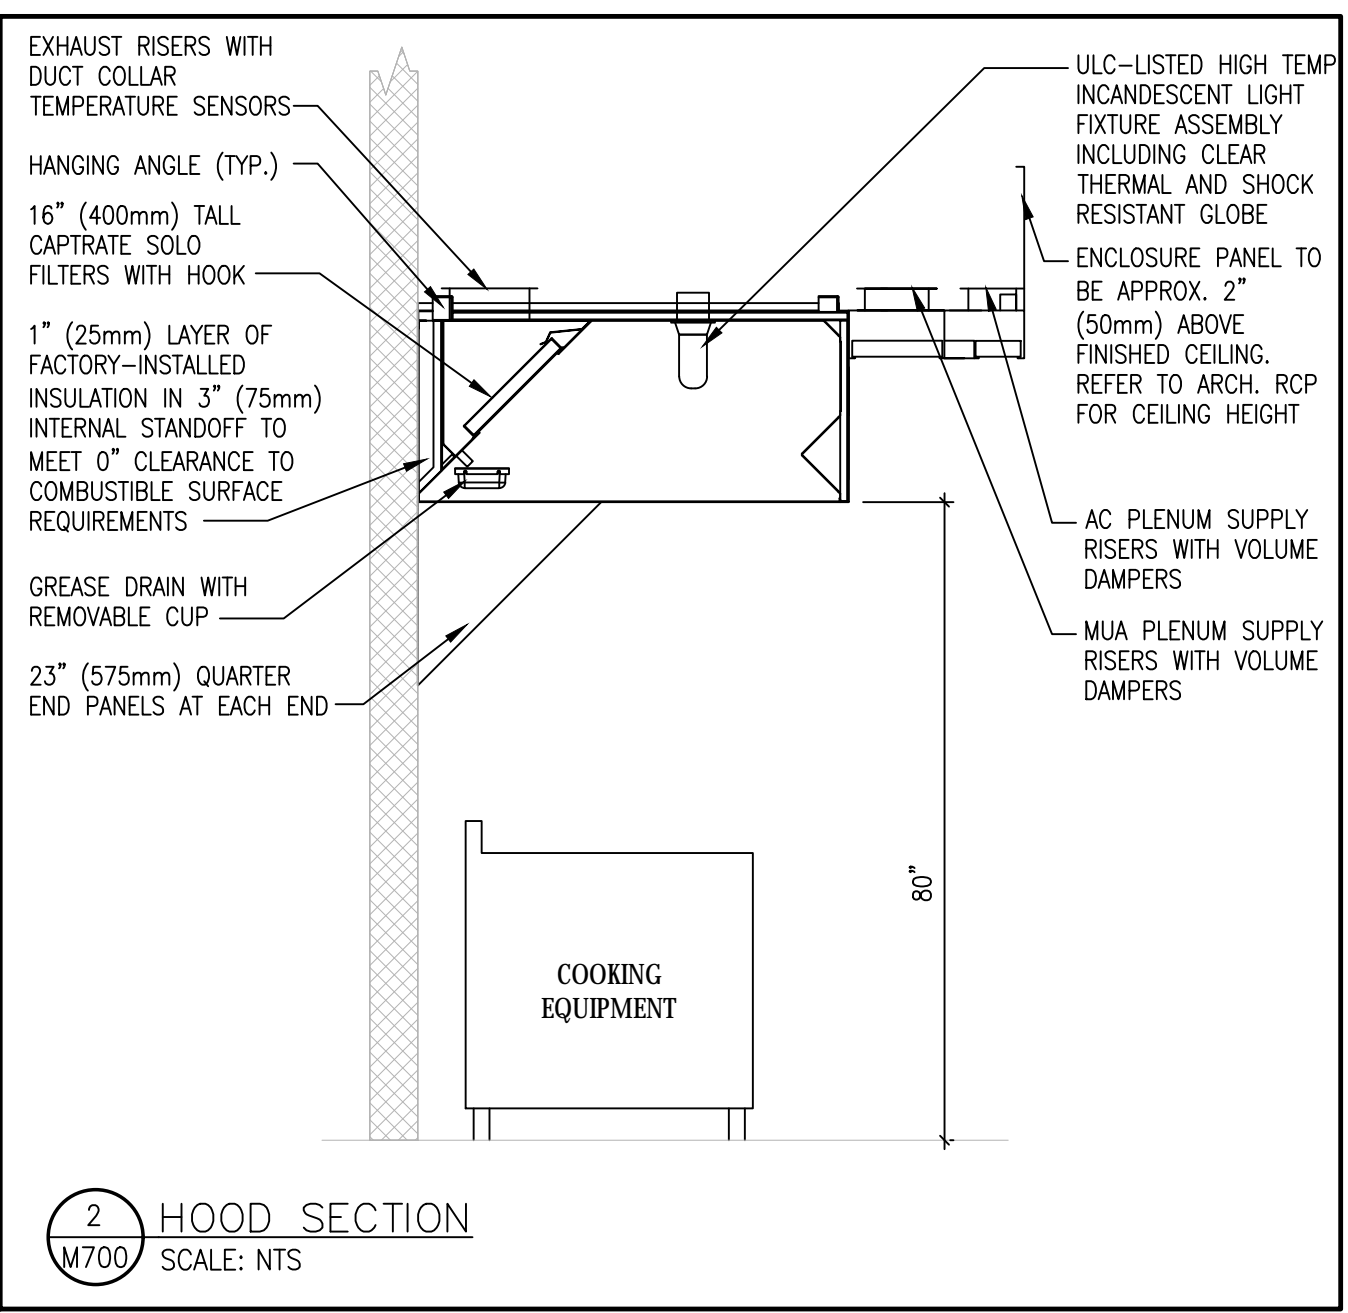 EXHAUST RISERS WITH
DUCT COLLAR
TEMPERATURE SENSORS
HANGING ANGLE (TYP.)
16" (400mm) TALL
CAPTRATE SOLO
FILTERS WITH HOOK
1" (25mm) LAYER OF
FACTORY-INSTALLED
INSULATION IN 3" (75mm)
INTERNAL STANDOFF TO
MEET 0" CLEARANCE TO
COMBUSTIBLE SURFACE
REQUIREMENTS
GREASE DRAIN WITH
REMOVABLE CUP
23" (575mm) QUARTER
END PANELS AT EACH END
ULC-LISTED HIGH TEMP
INCANDESCENT LIGHT
FIXTURE ASSEMBLY
INCLUDING CLEAR
THERMAL AND SHOCK
RESISTANT GLOBE
ENCLOSURE PANEL TO
BE APPROX. 2"
(50mm) ABOVE
FINISHED CEILING.
REFER TO ARCH. RCP
FOR CEILING HEIGHT
AC PLENUM SUPPLY
RISERS WITH VOLUME
DAMPERS
MUA PLENUM SUPPLY
RISERS WITH VOLUME
DAMPERS
80"
COOKING
EQUIPMENT
2
M700
HOOD SECTION
SCALE: NTS